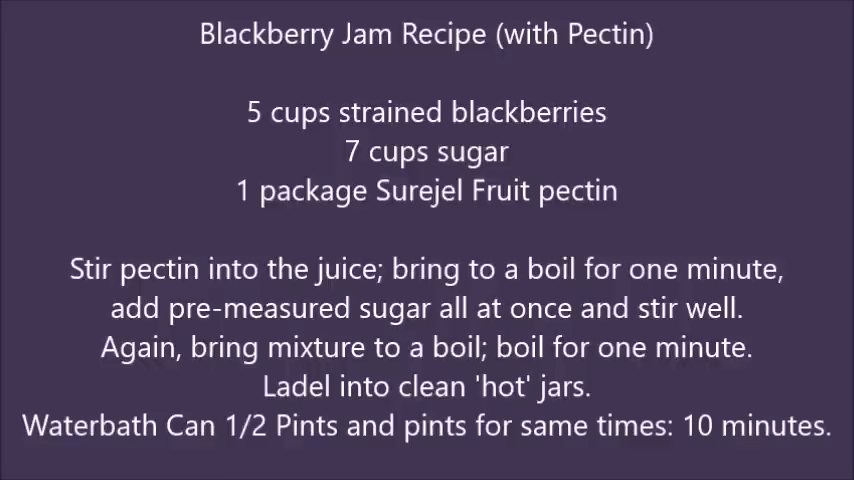 Blackberry Jam Recipe (with Pectin)
5 cups strained blackberries
7 cups sugar
1 package Surejel Fruit pectin
Stir pectin into the juice; bring to a boil for one minute,
add pre-measured sugar all at once and stir well.
Again, bring mixture to a boil; boil for one minute.
Ladel into clean 'hot' jars.
Waterbath Can 1/2 Pints and pints for same times: 10 minutes.